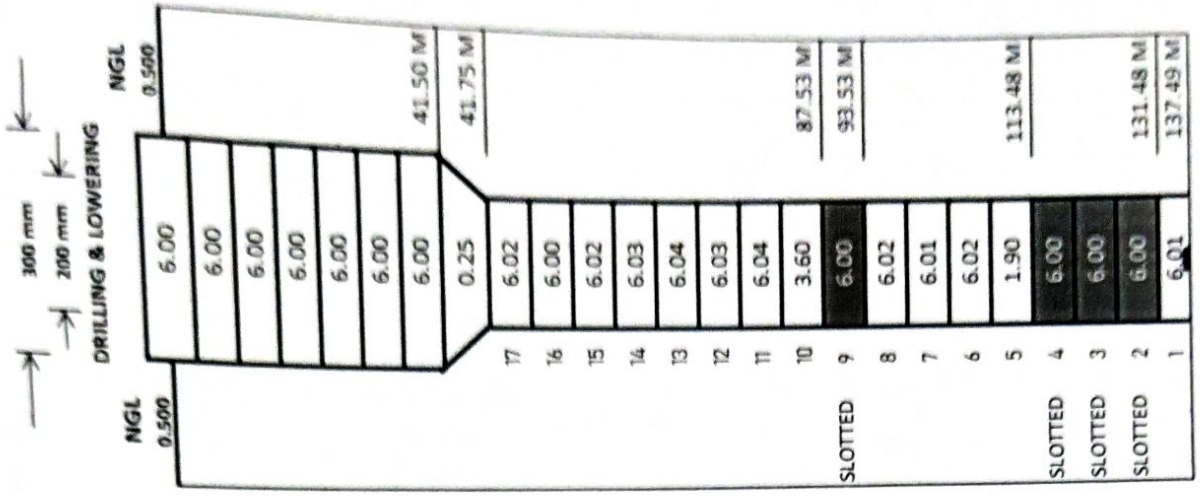 300 mm
200 mm
DRILLING & LOWERING
NGL
0.500
NGL
0.500
6.00
6.00
6.00
6.00
6.00
6.00
6.00
41.50 M
0.25
41.75 M
17 6.02
16 6.00
15 6.02
14 6.03
13 6.04
12 6.03
11 6.04
10 3.60 87.53 M
SLOTTED 9 6.00 93.53 M
8 6.02
7 6.01
6 6.02
5 1.90 113.48 M
SLOTTED 4 6.00
SLOTTED 3 6.00
SLOTTED 2 6.00 131.48 M
1 6.01 137.49 M